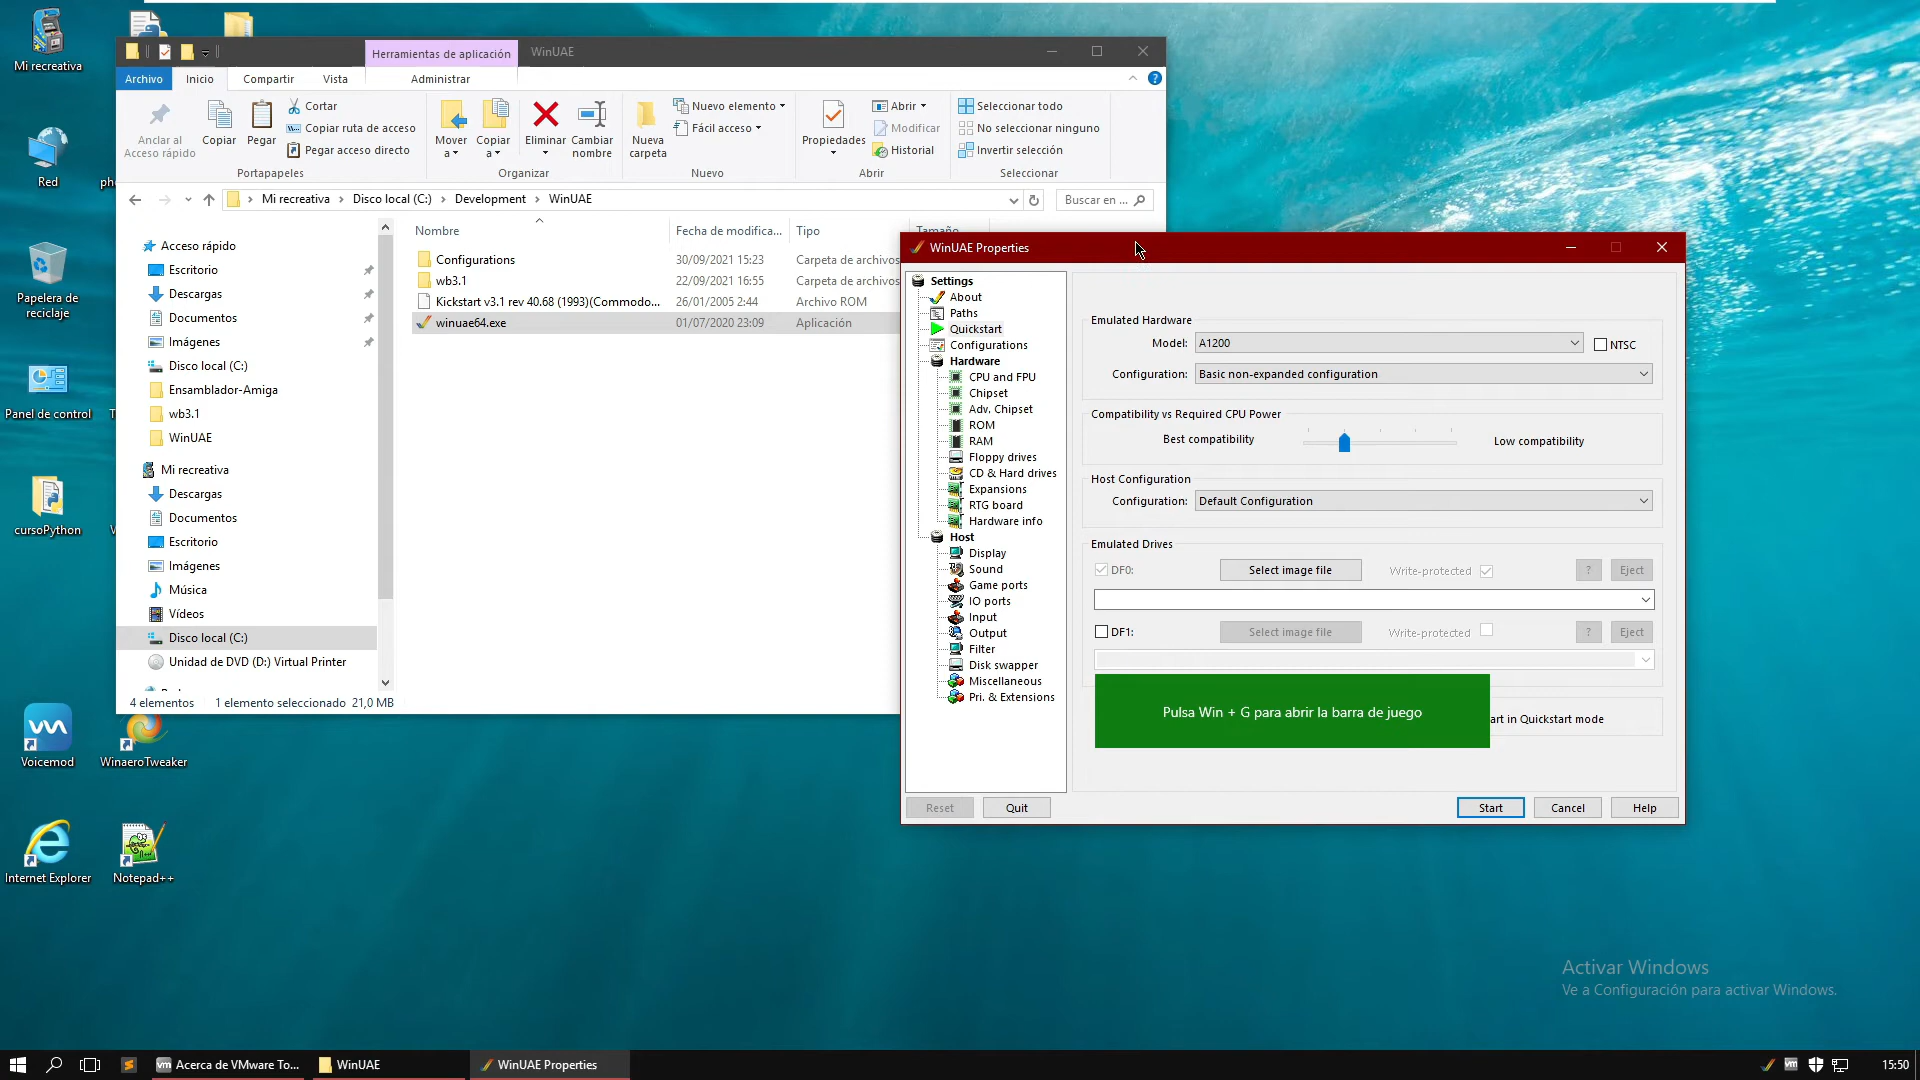 Mi recreativa
Red
ph
Papelera de
reciclaje
Panel de control
T
cursoPython
V
Voicemod
WinaeroTweaker
Internet Explorer
Notepad++
Herramientas de aplicación
WinUAE
Archivo
Inicio
Compartir
Vista
Administrar
Anclar al
Acceso rápido
Copiar
Pegar
Cortar
Copiar ruta de acceso
Pegar acceso directo
Portapapeles
Mover
a
Copiar
a
Eliminar
Cambiar
nombre
Organizar
Nueva
carpeta
Nuevo elemento
Fácil acceso
Nuevo
Propiedades
Abrir
Modificar
Historial
Abrir
Seleccionar todo
No seleccionar ninguno
Invertir selección
Seleccionar
Mi recreativa > Disco local (C:) > Development > WinUAE
Buscar en ...
Acceso rápido
Escritorio
Descargas
Documentos
Imágenes
Disco local (C:)
Ensamblador-Amiga
wb3.1
WinUAE
Mi recreativa
Descargas
Documentos
Escritorio
Imágenes
Música
Vídeos
Disco local (C:)
Unidad de DVD (D:) Virtual Printer
Nombre Fecha de modifica... Tipo Tamaño
Configurations 30/09/2021 15:23 Carpeta de archivos
wb3.1 22/09/2021 16:55 Carpeta de archivos
Kickstart v3.1 rev 40.68 (1993)(Commodo... 26/01/2005 2:44 Archivo ROM
winuae64.exe 01/07/2020 23:09 Aplicación
4 elementos 1 elemento seleccionado 21,0 MB
WinUAE Properties
Settings
About
Paths
Quickstart
Configurations
Hardware
CPU and FPU
Chipset
Adv. Chipset
ROM
RAM
Floppy drives
CD & Hard drives
Expansions
RTG board
Hardware info
Host
Display
Sound
Game ports
IO ports
Input
Output
Filter
Disk swapper
Miscellaneous
Pri. & Extensions
Emulated Hardware
Model: A1200 NTSC
Configuration: Basic non-expanded configuration
Compatibility vs Required CPU Power
Best compatibility Low compatibility
Host Configuration
Configuration: Default Configuration
Emulated Drives
DF0: Select image file Write-protected ? Eject
DF1: Select image file Write-protected ? Eject
Pulsa Win + G para abrir la barra de juego
art in Quickstart mode
Reset Quit Start Cancel Help
Activar Windows
Ve a Configuración para activar Windows.
Acerca de VMware To... WinUAE WinUAE Properties 15:50